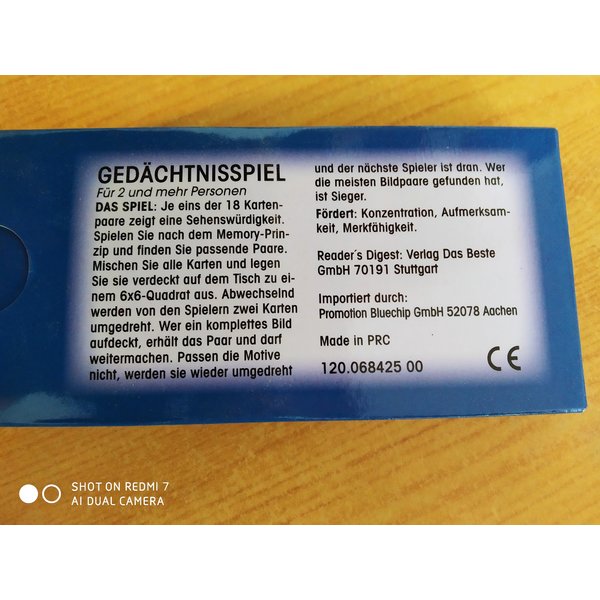 GEDÄCHTNISSPIEL
Für 2 und mehr Personen
DAS SPIEL: Je eins der 18 Karten-
paare zeigt eine Sehenswürdigkeit.
Spielen Sie nach dem Memory-Prin-
zip und finden Sie passende Paare.
Mischen Sie alle Karten und legen
Sie sie verdeckt auf dem Tisch zu ei-
nem 6x6-Quadrat aus. Abwechselnd
werden von den Spielern zwei Karten
umgedreht. Wer ein komplettes Bild
aufdeckt, erhält das Paar und darf
weitermachen. Passen die Motive
nicht, werden sie wieder umgedreht
und der nächste Spieler ist dran. Wer
die meisten Bildpaare gefunden hat,
ist Sieger.
Fördert: Konzentration, Aufmerksam-
keit, Merkfähigkeit.
Reader´s Digest: Verlag Das Beste
GmbH 70191 Stuttgart
Importiert durch:
Promotion Bluechip GmbH 52078 Aachen
Made in PRC
120.068425 00
CE
SHOT ON REDMI 7
AI DUAL CAMERA